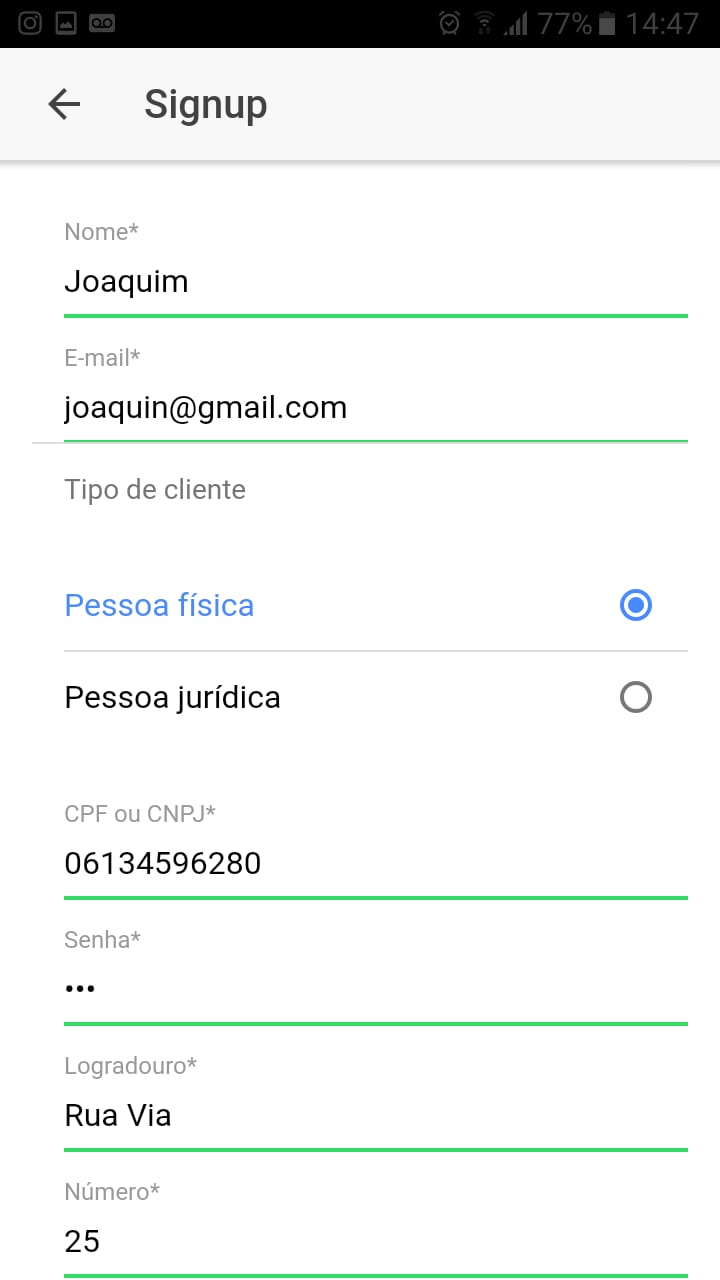 77% 14:47
Signup
Nome*
Joaquim
E-mail*
joaquin@gmail.com
Tipo de cliente
Pessoa física
Pessoa jurídica
CPF ou CNPJ*
06134596280
Senha*
•••
Logradouro*
Rua Via
Número*
25